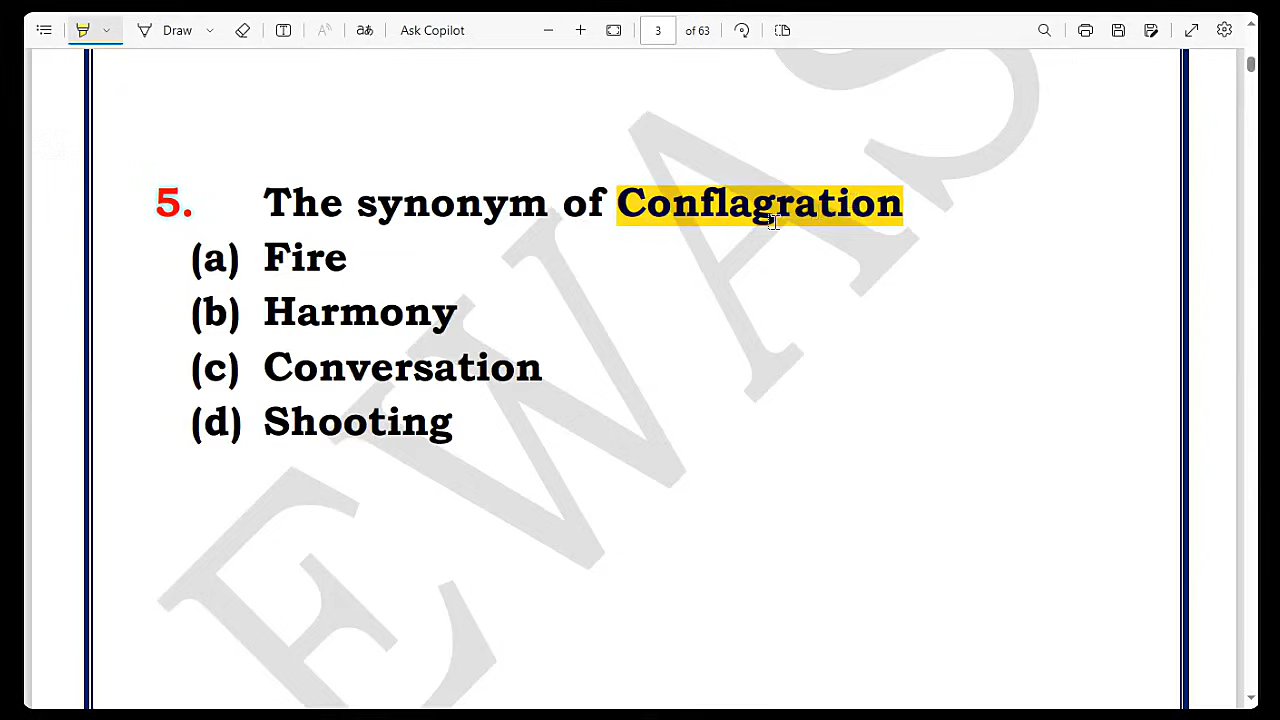 Draw
Ask Copilot
3 of 63
5. The synonym of Conflagration
(a) Fire
(b) Harmony
(c) Conversation
(d) Shooting
EWAS